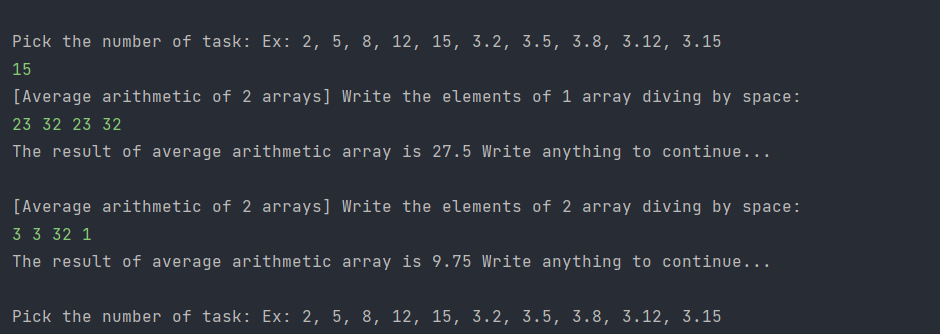 Pick the number of task: Ex: 2, 5, 8, 12, 15, 3.2, 3.5, 3.8, 3.12, 3.15
15
[Average arithmetic of 2 arrays] Write the elements of 1 array diving by space:
23 32 23 32
The result of average arithmetic array is 27.5 Write anything to continue...
[Average arithmetic of 2 arrays] Write the elements of 2 array diving by space:
3 3 32 1
The result of average arithmetic array is 9.75 Write anything to continue...
Pick the number of task: Ex: 2, 5, 8, 12, 15, 3.2, 3.5, 3.8, 3.12, 3.15